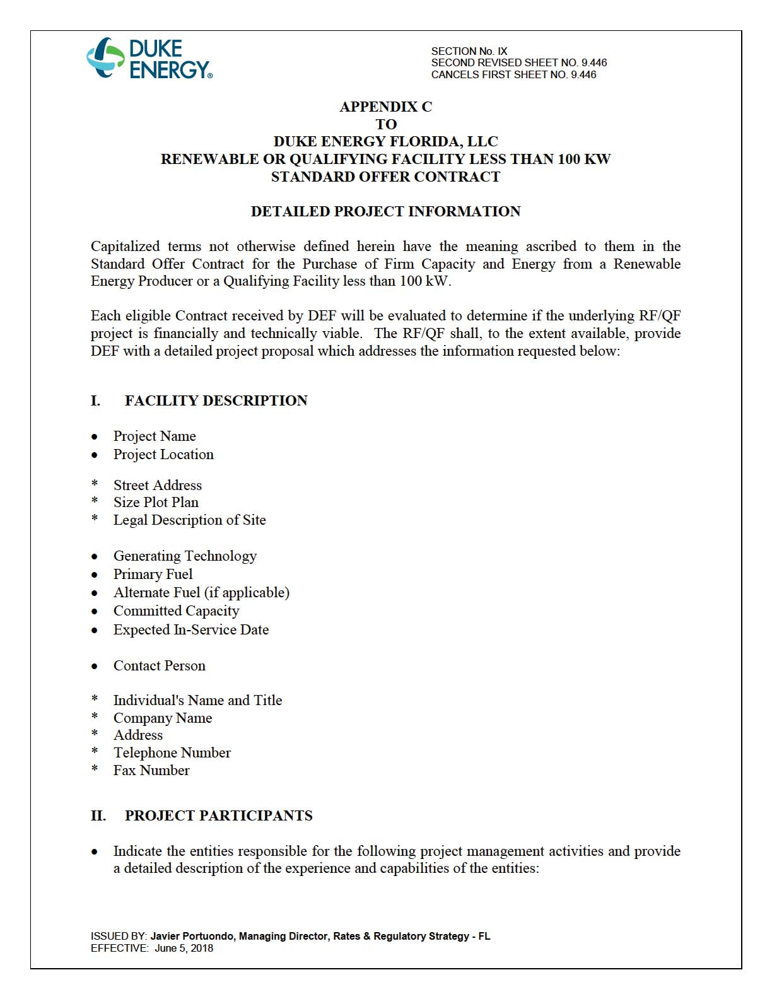 DUKE
ENERGY®
SECTION No. IX
SECOND REVISED SHEET NO. 9.446
CANCELS FIRST SHEET NO. 9.446
APPENDIX C
TO
DUKE ENERGY FLORIDA, LLC
RENEWABLE OR QUALIFYING FACILITY LESS THAN 100 KW
STANDARD OFFER CONTRACT
DETAILED PROJECT INFORMATION
Capitalized terms not otherwise defined herein have the meaning ascribed to them in the
Standard Offer Contract for the Purchase of Firm Capacity and Energy from a Renewable
Energy Producer or a Qualifying Facility less than 100 kW.
Each eligible Contract received by DEF will be evaluated to determine if the underlying RF/QF
project is financially and technically viable.  The RF/QF shall, to the extent available, provide
DEF with a detailed project proposal which addresses the information requested below:
I. FACILITY DESCRIPTION
• Project Name
• Project Location
* Street Address
* Size Plot Plan
* Legal Description of Site
• Generating Technology
• Primary Fuel
• Alternate Fuel (if applicable)
• Committed Capacity
• Expected In-Service Date
• Contact Person
* Individual's Name and Title
* Company Name
* Address
* Telephone Number
* Fax Number
II. PROJECT PARTICIPANTS
• Indicate the entities responsible for the following project management activities and provide
a detailed description of the experience and capabilities of the entities:
ISSUED BY: Javier Portuondo, Managing Director, Rates & Regulatory Strategy - FL
EFFECTIVE:  June 5, 2018